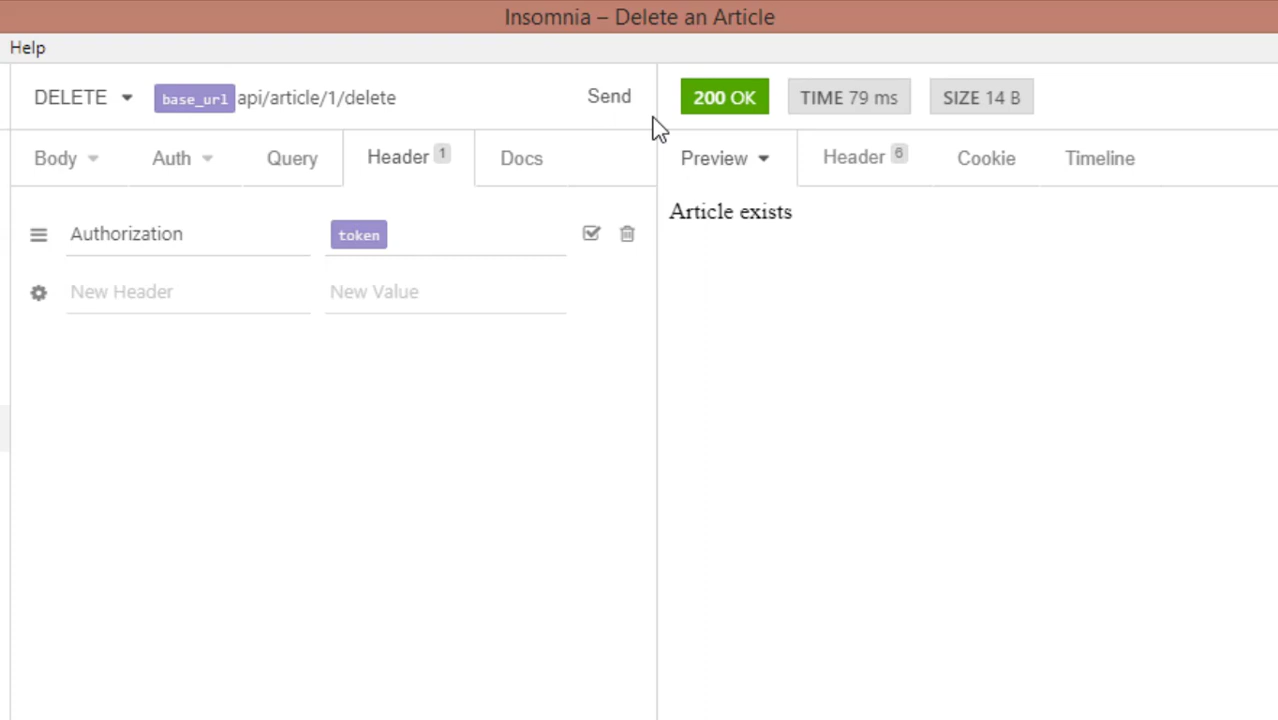 Insomnia – Delete an Article
Help
DELETE base_url api/article/1/delete Send 200 OK TIME 79 ms SIZE 14 B
Body Auth Query Header 1 Docs Preview Header 6 Cookie Timeline
Article exists
Authorization token
New Header New Value